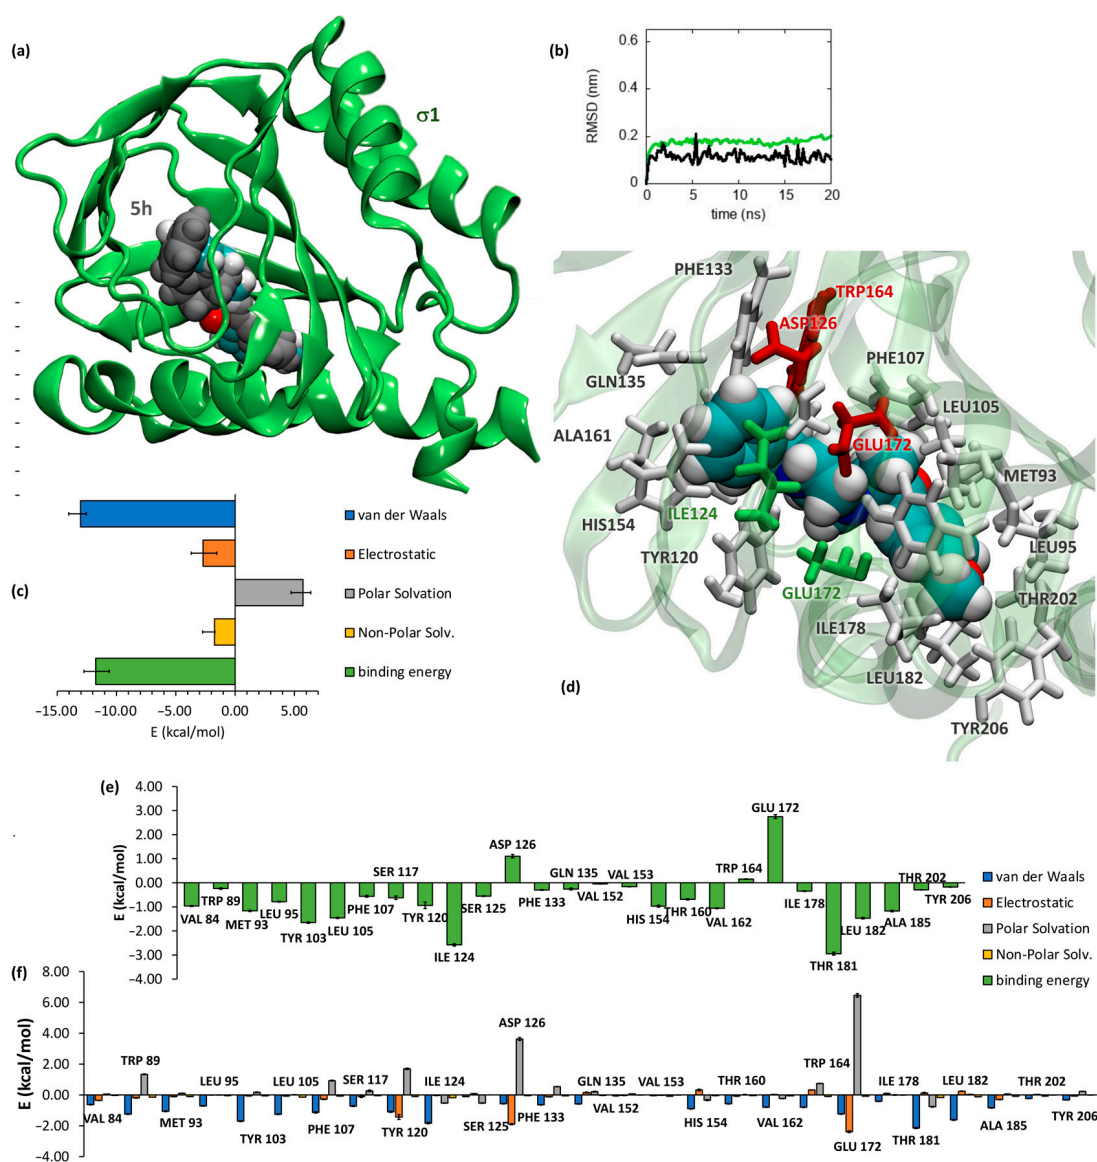 (a)
σ1
5h
(b)
RMSD (nm)
0.6
0.4
0.2
0
0 5 10 15 20
time (ns)
(c)
van der Waals
Electrostatic
Polar Solvation
Non-Polar Solv.
binding energy
−15.00 −10.00 −5.00 0.00 5.00
E (kcal/mol)
PHE133
TRP164
ASP126
PHE107
GLN135
LEU105
ALA161
GLU172
MET93
HIS154
ILE124
LEU95
TYR120
GLU172
THR202
ILE178
LEU182
(d)
TYR206
(e)
E (kcal/mol)
4.00
3.00
2.00
1.00
0.00
−1.00
−2.00
−3.00
−4.00
VAL 84
TRP 89
MET 93
LEU 95
TYR 103
LEU 105
PHE 107
SER 117
TYR 120
ILE 124
SER 125
ASP 126
PHE 133
GLN 135
VAL 152
VAL 153
HIS 154
THR 160
VAL 162
TRP 164
GLU 172
ILE 178
THR 181
LEU 182
ALA 185
THR 202
TYR 206
van der Waals
Electrostatic
Polar Solvation
Non-Polar Solv.
binding energy
(f)
E (kcal/mol)
8.00
6.00
4.00
2.00
0.00
−2.00
−4.00
VAL 84
TRP 89
MET 93
LEU 95
TYR 103
LEU 105
PHE 107
SER 117
TYR 120
ILE 124
SER 125
ASP 126
PHE 133
GLN 135
VAL 152
VAL 153
HIS 154
THR 160
VAL 162
TRP 164
GLU 172
ILE 178
THR 181
LEU 182
ALA 185
THR 202
TYR 206